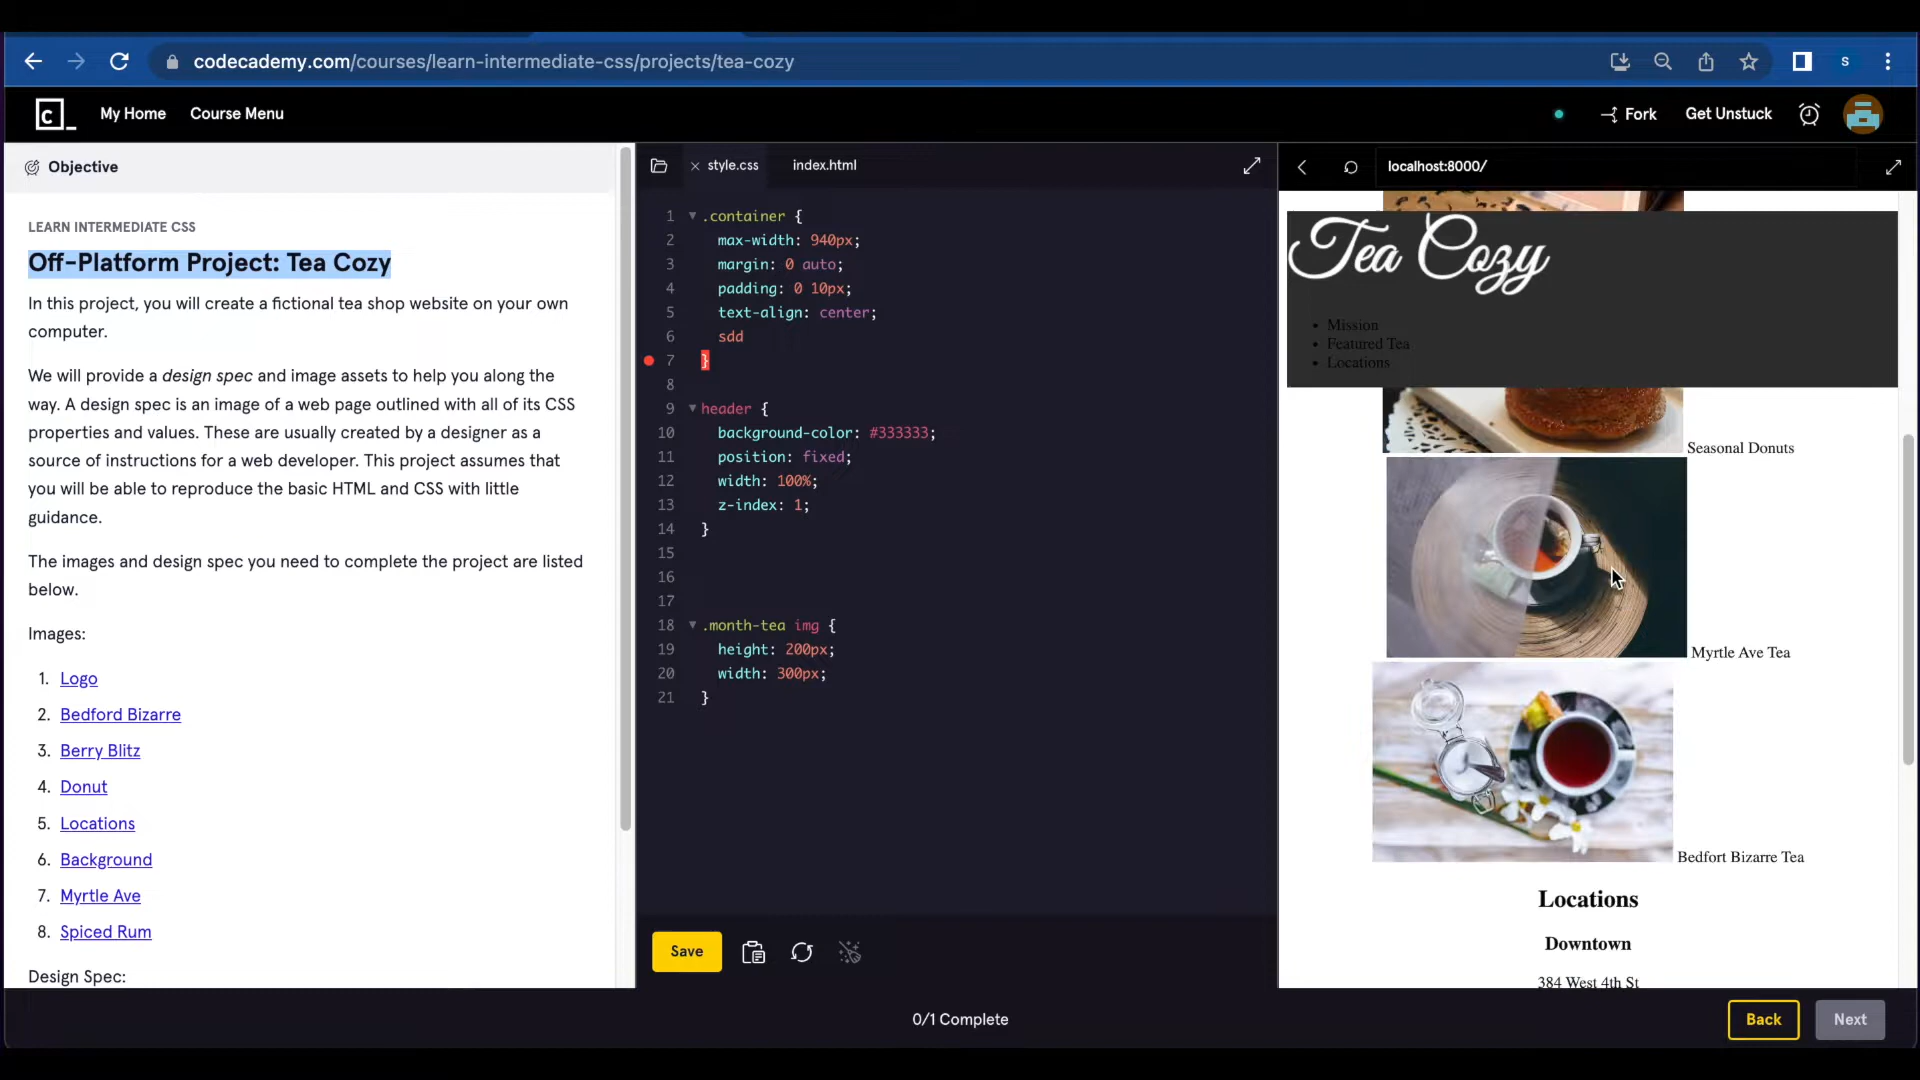 codecademy.com/courses/learn-intermediate-css/projects/tea-cozy
S
C_
My Home
Course Menu
Fork
Get Unstuck
Objective
LEARN INTERMEDIATE CSS
Off-Platform Project: Tea Cozy
In this project, you will create a fictional tea shop website on your own
computer.
We will provide a design spec and image assets to help you along the
way. A design spec is an image of a web page outlined with all of its CSS
properties and values. These are usually created by a designer as a
source of instructions for a web developer. This project assumes that
you will be able to reproduce the basic HTML and CSS with little
guidance.
The images and design spec you need to complete the project are listed
below.
Images:
1. Logo
2. Bedford Bizarre
3. Berry Blitz
4. Donut
5. Locations
6. Background
7. Myrtle Ave
8. Spiced Rum
Design Spec:
style.css
index.html
1 .container {
2 max-width: 940px;
3 margin: 0 auto;
4 padding: 0 10px;
5 text-align: center;
6 sdd
7 }
8
9 header {
10 background-color: #333333;
11 position: fixed;
12 width: 100%;
13 z-index: 1;
14 }
15
16
17
18 .month-tea img {
19 height: 200px;
20 width: 300px;
21 }
Save
localhost:8000/
Tea Cozy
• Mission
• Featured Tea
• Locations
Seasonal Donuts
Myrtle Ave Tea
Bedfort Bizarre Tea
Locations
Downtown
384 West 4th St
0/1 Complete
Back
Next